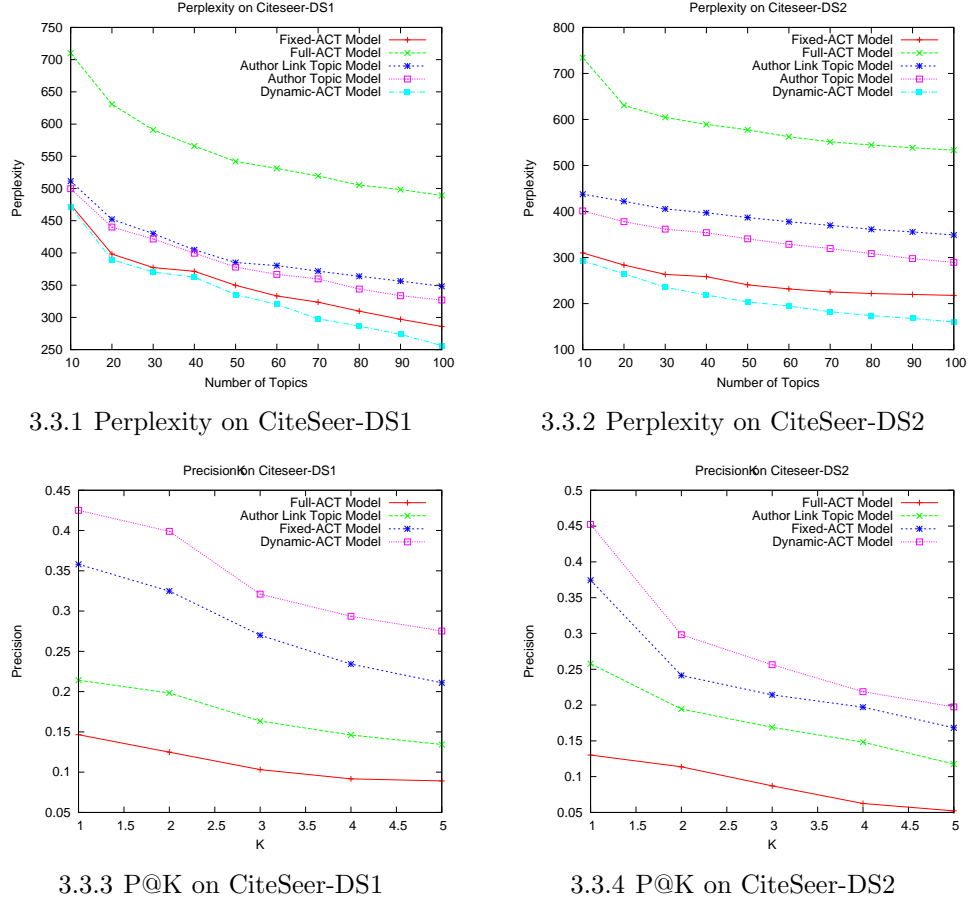 Perplexity on Citeseer-DS1
750
700
650
600
550
500
450
400
350
300
250
Perplexity
Fixed-ACT Model
Full-ACT Model
Author Link Topic Model
Author Topic Model
Dynamic-ACT Model
10 20 30 40 50 60 70 80 90 100
Number of Topics
3.3.1 Perplexity on CiteSeer-DS1
Perplexity on Citeseer-DS2
800
700
600
500
400
300
200
100
Perplexity
Fixed-ACT Model
Full-ACT Model
Author Link Topic Model
Author Topic Model
Dynamic-ACT Model
10 20 30 40 50 60 70 80 90 100
Number of Topics
3.3.2 Perplexity on CiteSeer-DS2
PrecisionK on Citeseer-DS1
0.45
0.4
0.35
0.3
0.25
0.2
0.15
0.1
0.05
Precision
Full-ACT Model
Author Link Topic Model
Fixed-ACT Model
Dynamic-ACT Model
1 1.5 2 2.5 3 3.5 4 4.5 5
K
3.3.3 P@K on CiteSeer-DS1
PrecisionK on Citeseer-DS2
0.5
0.45
0.4
0.35
0.3
0.25
0.2
0.15
0.1
0.05
Precision
Full-ACT Model
Author Link Topic Model
Fixed-ACT Model
Dynamic-ACT Model
1 1.5 2 2.5 3 3.5 4 4.5 5
K
3.3.4 P@K on CiteSeer-DS2